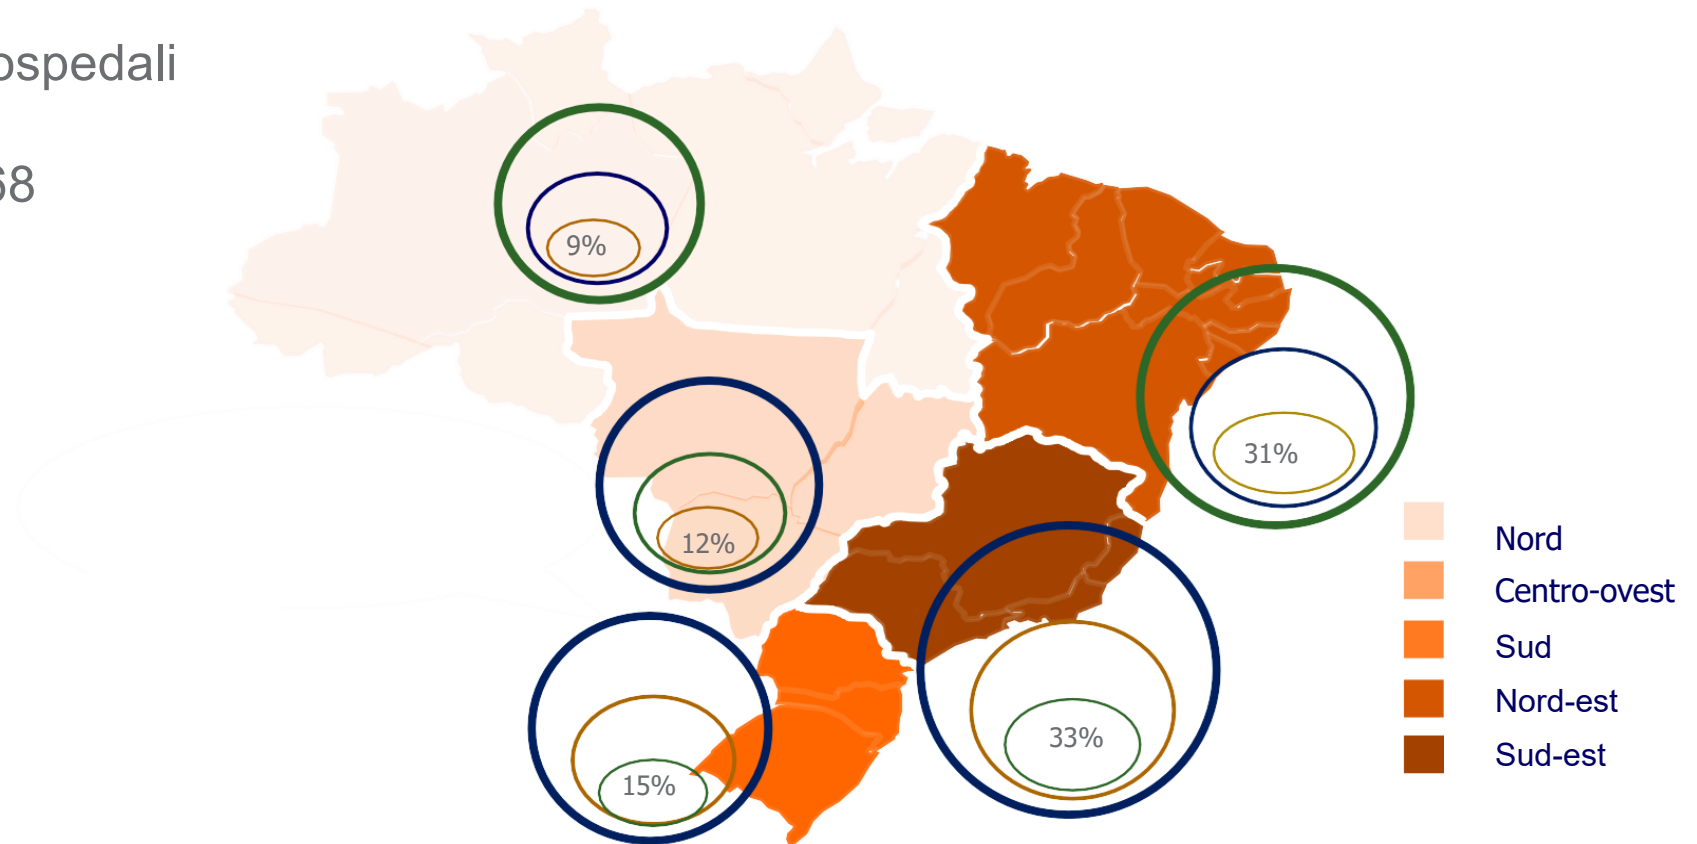 ospedali
68
9%
31%
12%
33%
15%
Nord
Centro-ovest
Sud
Nord-est
Sud-est